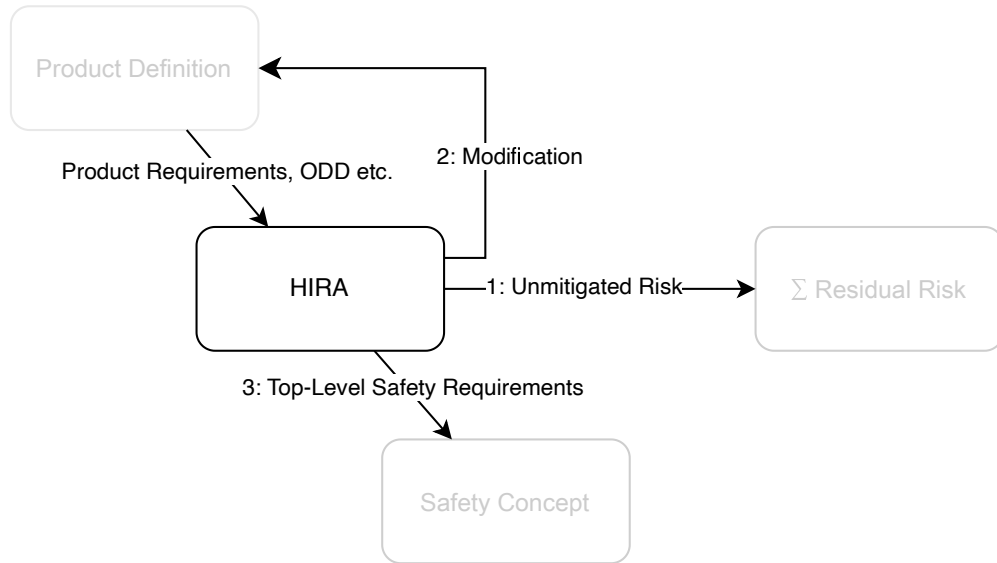 Product Definition
2: Modification
Product Requirements, ODD etc.
HIRA
1: Unmitigated Risk
∑ Residual Risk
3: Top-Level Safety Requirements
Safety Concept